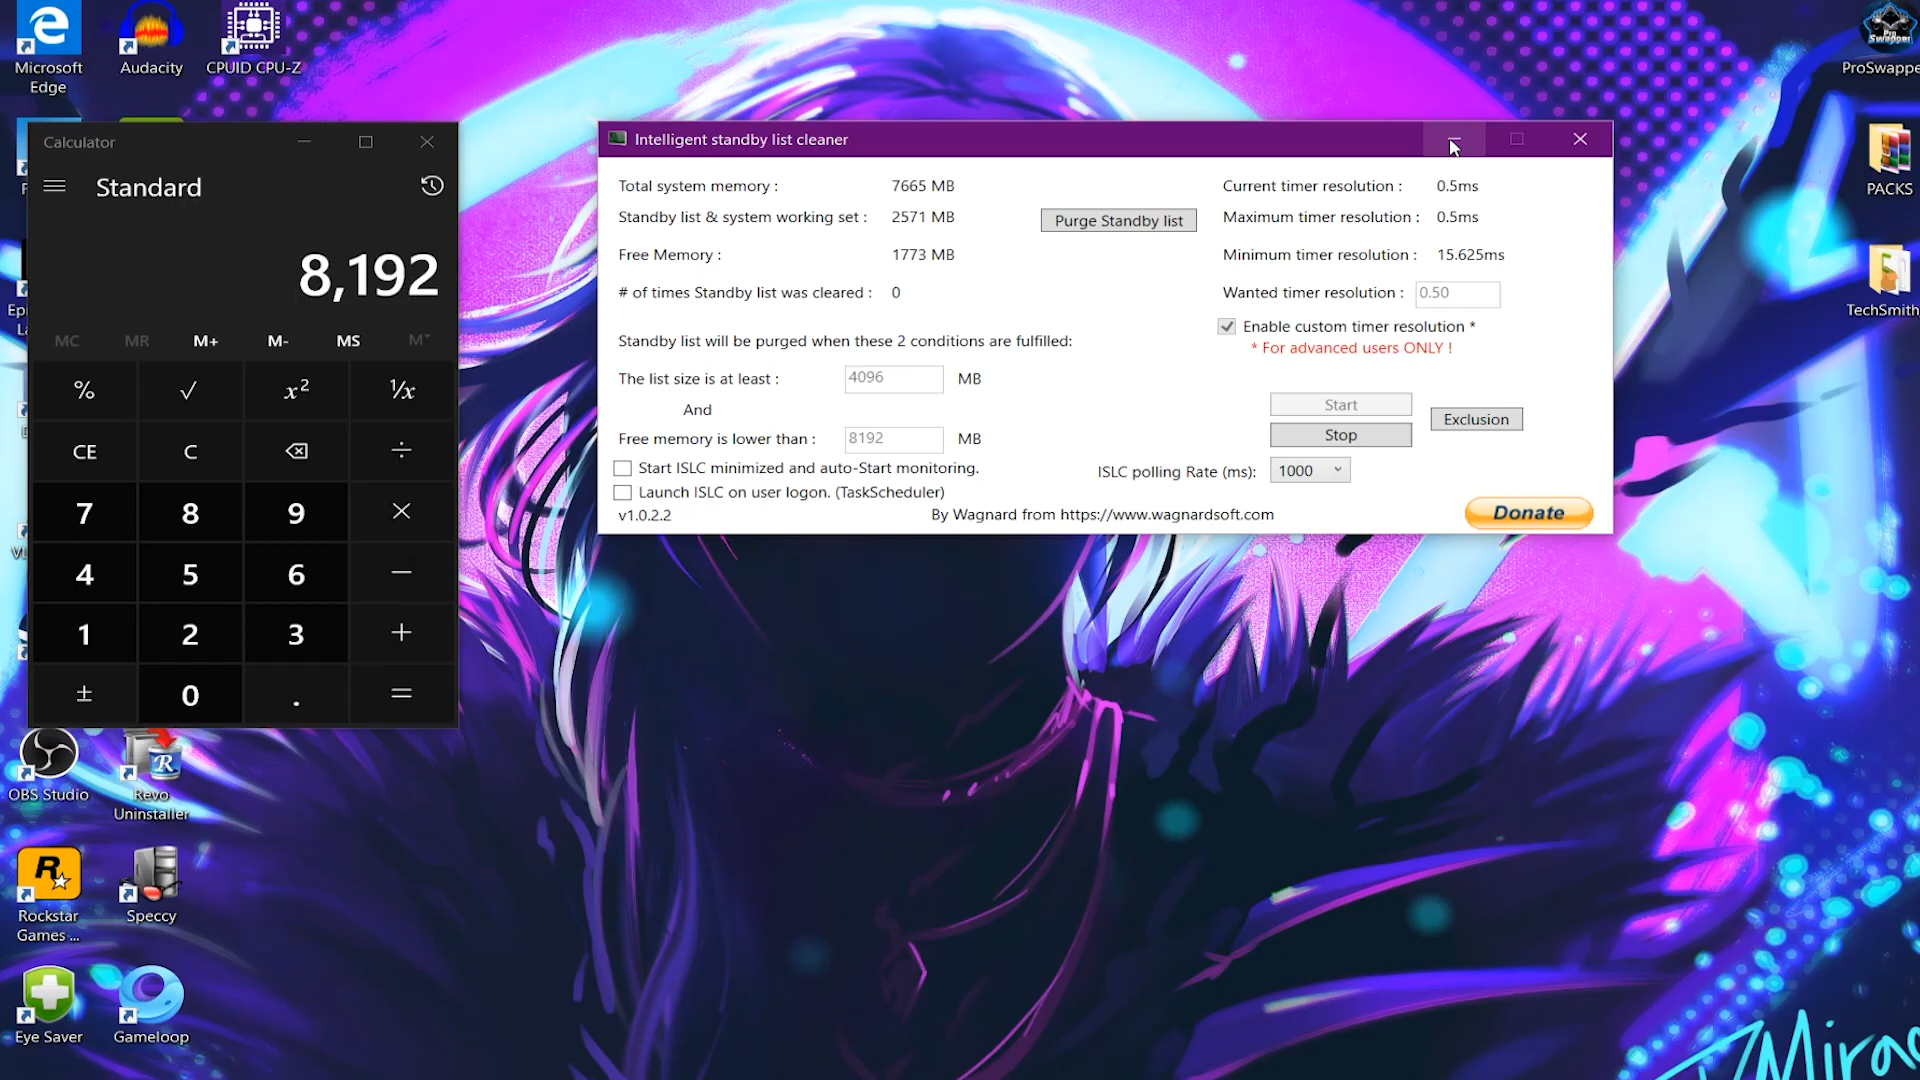 Microsoft
Edge
Audacity
CPUID CPU-Z
Pro
Swapper
ProSwappe
PACKS
TechSmith
Calculator
Standard
8,192
MC MR M+ M- MS M˅
% √ x² ¹/x
CE C ÷
7 8 9 ×
4 5 6 −
1 2 3 +
± 0 . =
Intelligent standby list cleaner
Total system memory : 7665 MB
Standby list & system working set : 2571 MB
Purge Standby list
Free Memory : 1773 MB
# of times Standby list was cleared : 0
Standby list will be purged when these 2 conditions are fulfilled:
The list size is at least : 4096 MB
And
Free memory is lower than : 8192 MB
Start ISLC minimized and auto-Start monitoring.
Launch ISLC on user logon. (TaskScheduler)
v1.0.2.2
By Wagnard from https://www.wagnardsoft.com
Current timer resolution : 0.5ms
Maximum timer resolution : 0.5ms
Minimum timer resolution : 15.625ms
Wanted timer resolution : 0.50
Enable custom timer resolution *
* For advanced users ONLY !
Start
Stop
Exclusion
ISLC polling Rate (ms): 1000
Donate
OBS Studio
R
Revo
Uninstaller
R
Rockstar
Games ...
Speccy
Eye Saver
Gameloop